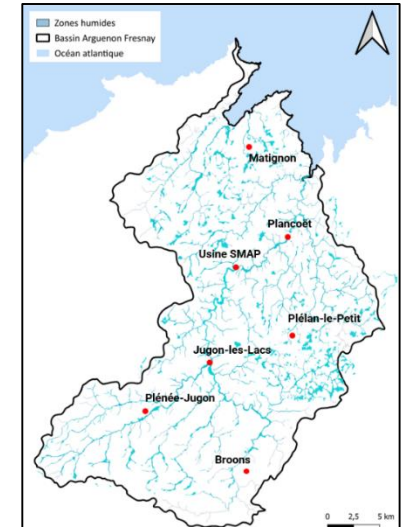 Zones humides
Bassin Arguenon Fresnay
Océan atlantique
Matignon
Plancoët
Usine SMAP
Plélan-le-Petit
Jugon-les-Lacs
Plénée-Jugon
Broons
0 2,5 5 km